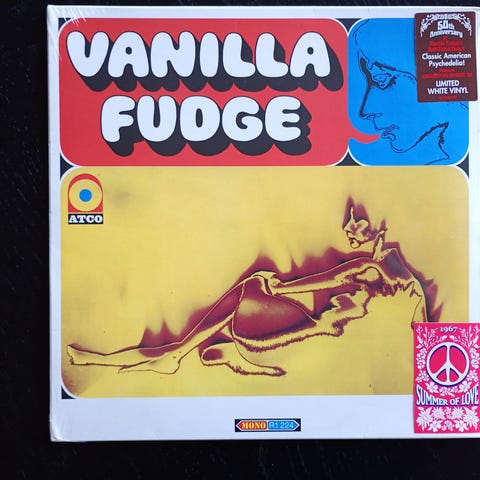 VANILLA
FUDGE
50th
Anniversary
Classic American
Psychedelia!
LIMITED
WHITE VINYL
ATCO
1967
SUMMER OF LOVE
MONO R1 224